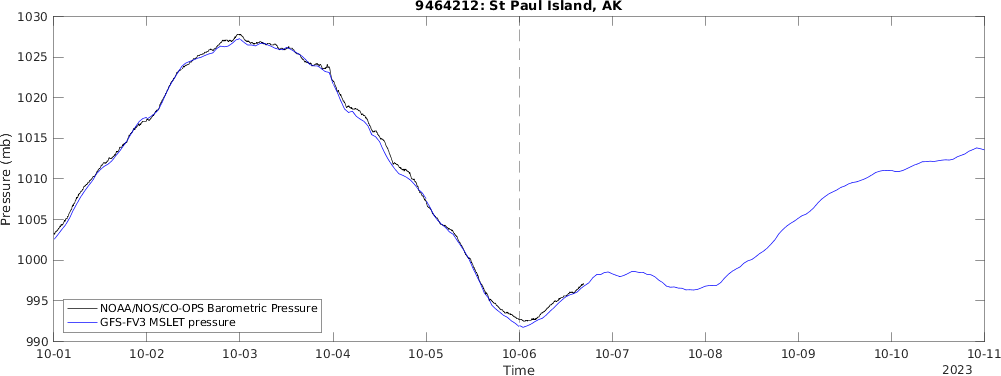 9464212: St Paul Island, AK
Pressure (mb)
1030
1025
1020
1015
1010
1005
1000
995
990
NOAA/NOS/CO-OPS Barometric Pressure
GFS-FV3 MSLET pressure
10-01 10-02 10-03 10-04 10-05 10-06 10-07 10-08 10-09 10-10 10-11
Time
2023